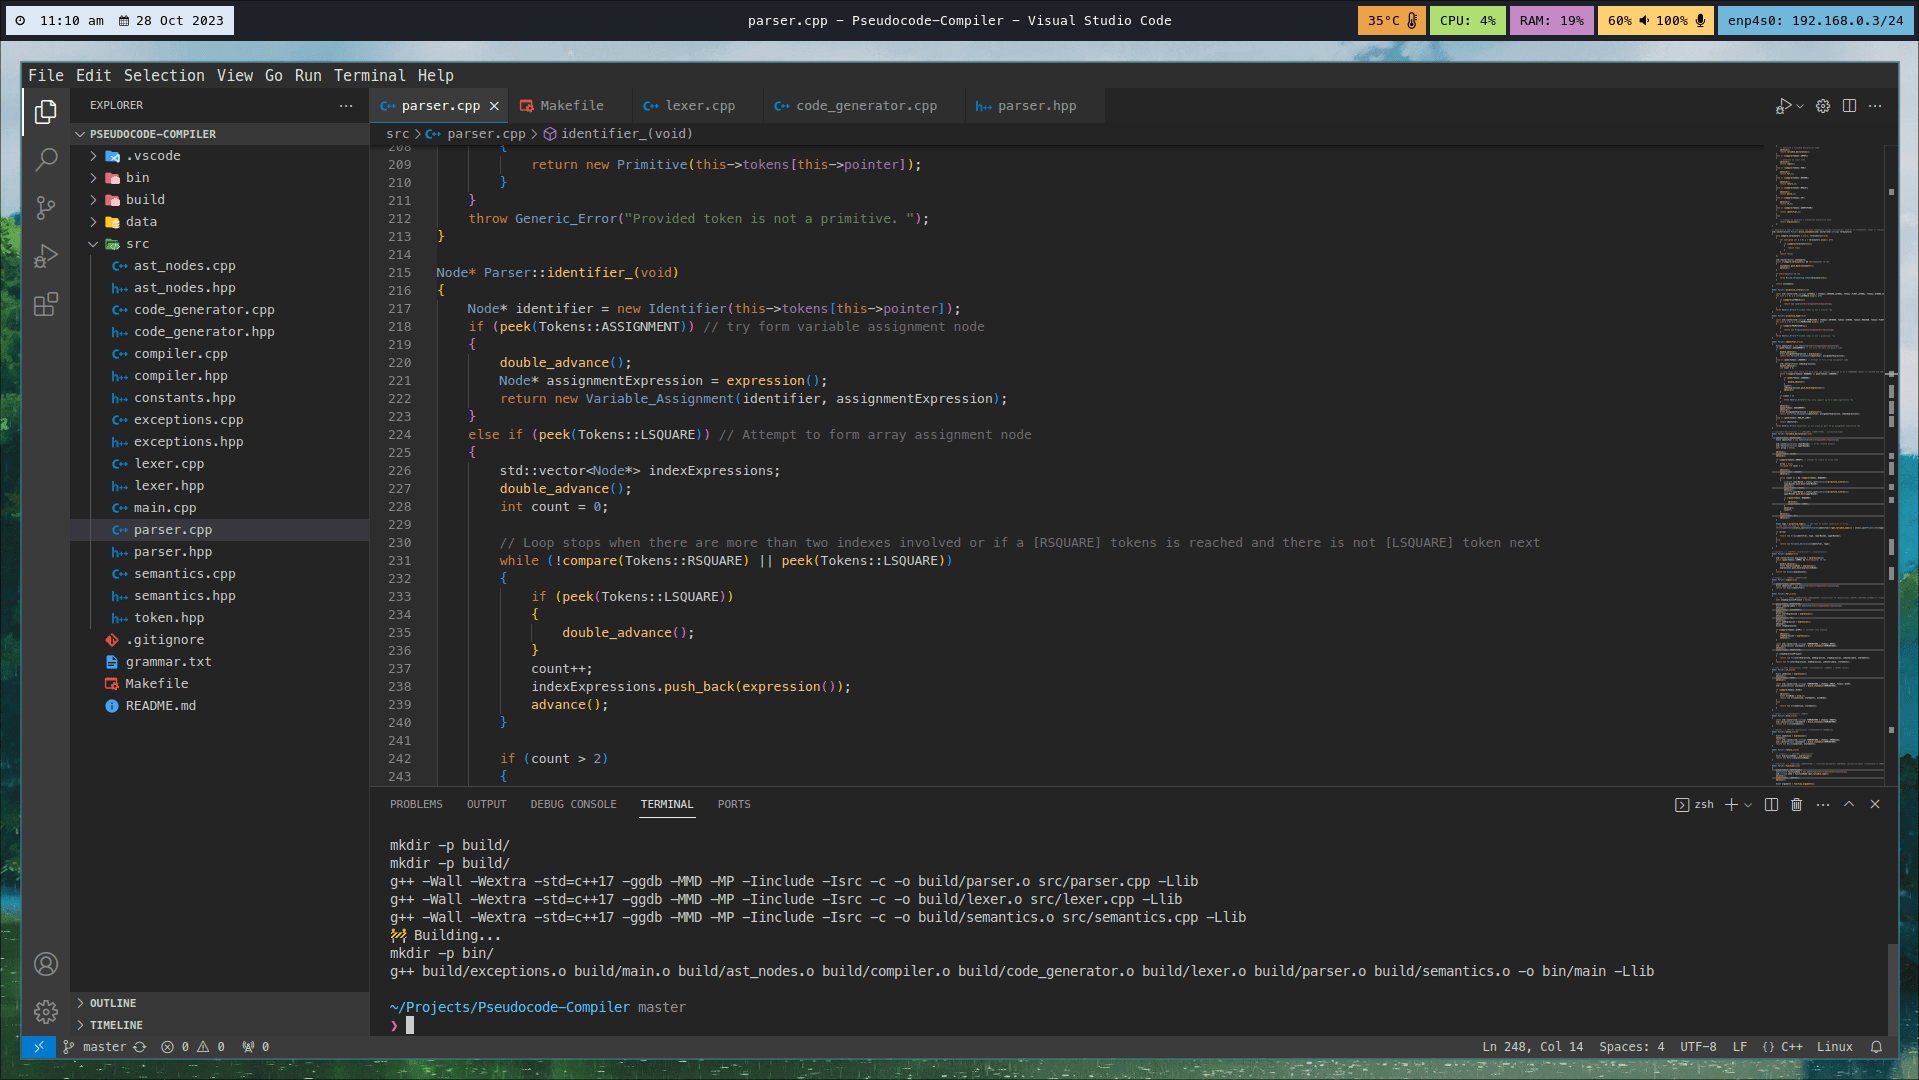 11:10 am 28 Oct 2023
parser.cpp - Pseudocode-Compiler - Visual Studio Code
35°C
CPU: 4%
RAM: 19%
60% 100%
enp4s0: 192.168.0.3/24
File Edit Selection View Go Run Terminal Help
EXPLORER
PSEUDOCODE-COMPILER
.vscode
bin
build
data
src
ast_nodes.cpp
ast_nodes.hpp
code_generator.cpp
code_generator.hpp
compiler.cpp
compiler.hpp
constants.hpp
exceptions.cpp
exceptions.hpp
lexer.cpp
lexer.hpp
main.cpp
parser.cpp
parser.hpp
semantics.cpp
semantics.hpp
token.hpp
.gitignore
grammar.txt
Makefile
README.md
OUTLINE
TIMELINE
parser.cpp Makefile lexer.cpp code_generator.cpp parser.hpp
src > parser.cpp > identifier_(void)
208 {
209 return new Primitive(this->tokens[this->pointer]);
210 }
211 }
212 throw Generic_Error("Provided token is not a primitive. ");
213 }
214
215 Node* Parser::identifier_(void)
216 {
217 Node* identifier = new Identifier(this->tokens[this->pointer]);
218 if (peek(Tokens::ASSIGNMENT)) // try form variable assignment node
219 {
220 double_advance();
221 Node* assignmentExpression = expression();
222 return new Variable_Assignment(identifier, assignmentExpression);
223 }
224 else if (peek(Tokens::LSQUARE)) // Attempt to form array assignment node
225 {
226 std::vector<Node*> indexExpressions;
227 double_advance();
228 int count = 0;
229
230 // Loop stops when there are more than two indexes involved or if a [RSQUARE] tokens is reached and there is not [LSQUARE] token next
231 while (!compare(Tokens::RSQUARE) || peek(Tokens::LSQUARE))
232 {
233 if (peek(Tokens::LSQUARE))
234 {
235 double_advance();
236 }
237 count++;
238 indexExpressions.push_back(expression());
239 advance();
240 }
241
242 if (count > 2)
243 {
PROBLEMS OUTPUT DEBUG CONSOLE TERMINAL PORTS
zsh
mkdir -p build/
mkdir -p build/
g++ -Wall -Wextra -std=c++17 -ggdb -MMD -MP -Iinclude -Isrc -c -o build/parser.o src/parser.cpp -Llib
g++ -Wall -Wextra -std=c++17 -ggdb -MMD -MP -Iinclude -Isrc -c -o build/lexer.o src/lexer.cpp -Llib
g++ -Wall -Wextra -std=c++17 -ggdb -MMD -MP -Iinclude -Isrc -c -o build/semantics.o src/semantics.cpp -Llib
🚧 Building...
mkdir -p bin/
g++ build/exceptions.o build/main.o build/ast_nodes.o build/compiler.o build/code_generator.o build/lexer.o build/parser.o build/semantics.o -o bin/main -Llib
~/Projects/Pseudocode-Compiler master
❯
master 0 0 0
Ln 248, Col 14 Spaces: 4 UTF-8 LF {} C++ Linux